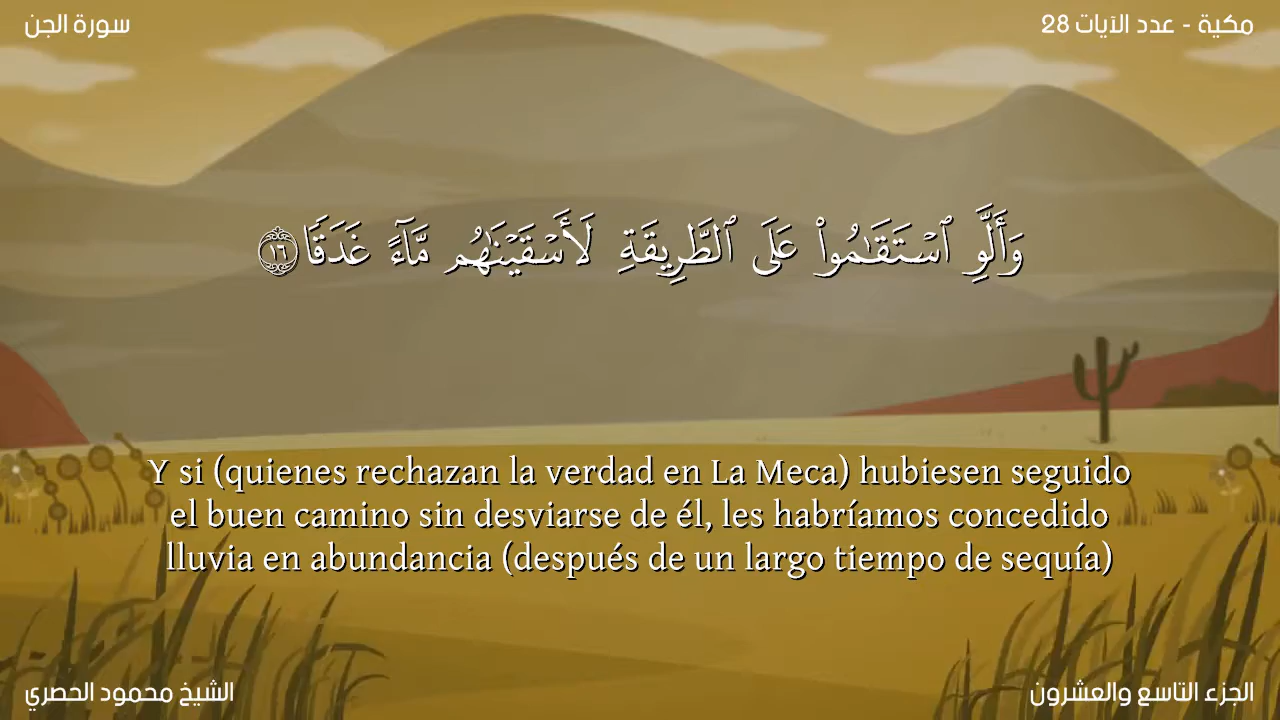 سورة الجن
مكية - عدد الآيات 28
وَأَلَّوِ ٱسْتَقَـٰمُوا۟ عَلَى ٱلطَّرِيقَةِ لَأَسْقَيْنَـٰهُم مَّآءً غَدَقًا ١٦
Y si (quienes rechazan la verdad en La Meca) hubiesen seguido
el buen camino sin desviarse de él, les habríamos concedido
lluvia en abundancia (después de un largo tiempo de sequía)
الشيخ محمود الحصري
الجزء التاسع والعشرون